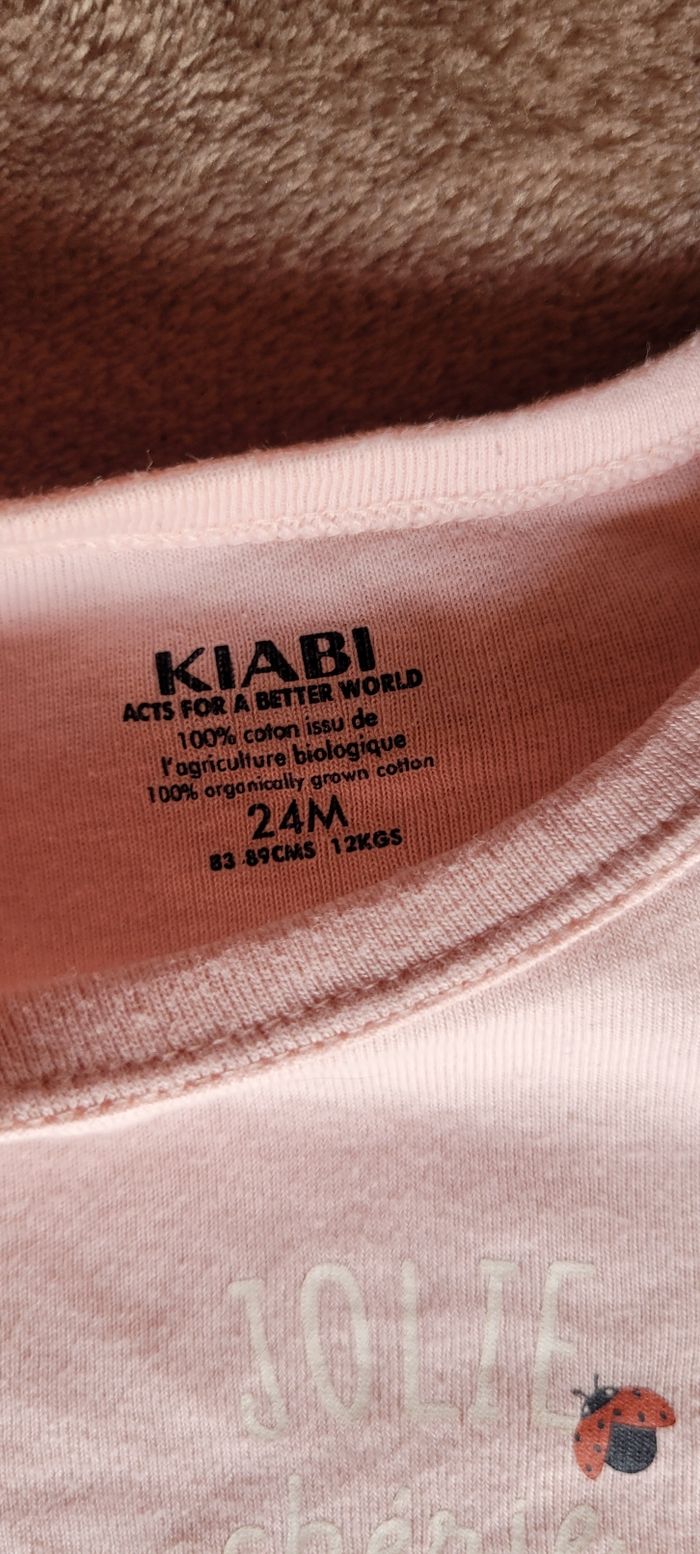 KIABI
ACTS FOR A BETTER WORLD
100% coton issu de
l'agriculture biologique
100% organically grown cotton
24M
83-89CMS 12KGS
JOLIE
chérie